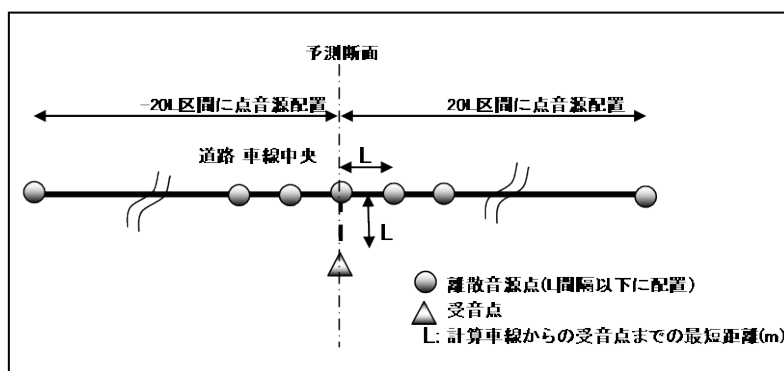 予測断面
-20L区間に点音源配置
20L区間に点音源配置
道路 車線中央
L
L
離散音源点(L間隔以下に配置)
受音点
L: 計算車線からの受音点までの最短距離(m)